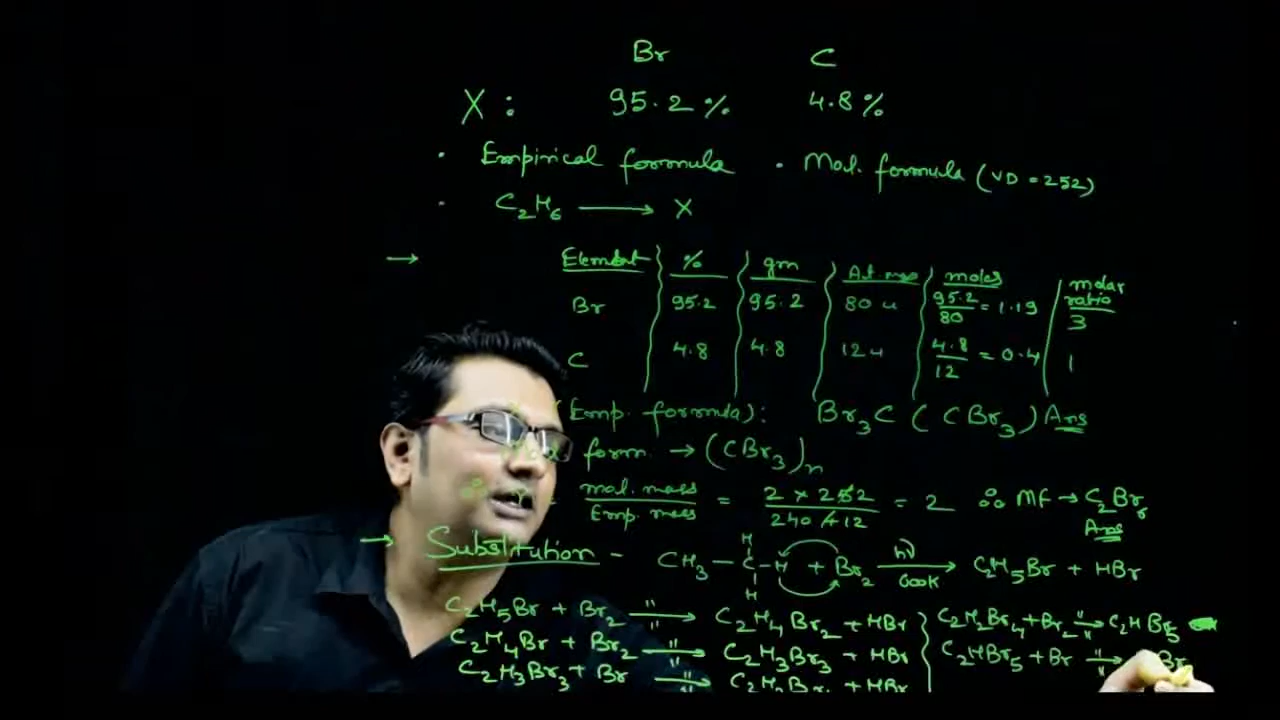 Br C
X : 95.2 % 4.8 %
• Empirical formula • Mol. formula (VD = 252)
• C₂H₆ → X
→ Element % gm At. mass moles molar ratio
Br 95.2 95.2 80 u 95.2/80 = 1.19 3
C 4.8 4.8 12 u 4.8/12 = 0.4 1
(Emp. formula) : Br₃C (CBr₃) Ans
form. → (CBr₃)n
∴ = mol. mass / Emp. mess = 2 × 252 / 240 + 12 = 2 ∴ MF → C₂Br₆ Ans
→ Substitution – CH₃ – C – H + Br₂ → C₂H₅Br + HBr
H
H
hν
C₂H₅Br + Br₂ → C₂H₄Br₂ + HBr
C₂H₄Br + Br₂ → C₂H₃Br₃ + HBr
C₂H₃Br₃ + Br → C₂H₂Br + HBr
C₂H₂Br₄ + Br₂ → C₂HBr₅
C₂HBr₅ + Br → Br